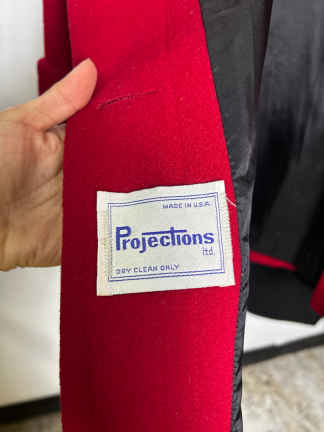 MADE IN U.S.A.
Projections
ltd.
DRY CLEAN ONLY